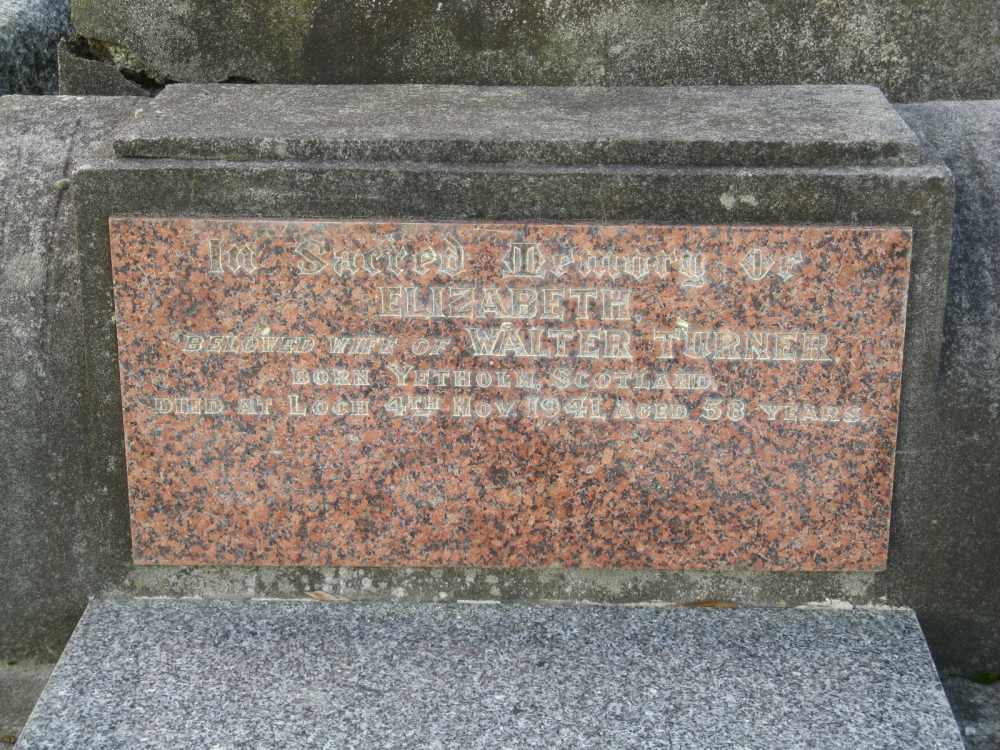 In Sacred Memory Of
ELIZABETH
BELOVED WIFE OF WALTER TURNER
BORN YETHOLM, SCOTLAND.
DIED AT LOCH 4TH NOV. 1941, AGED 58 YEARS.